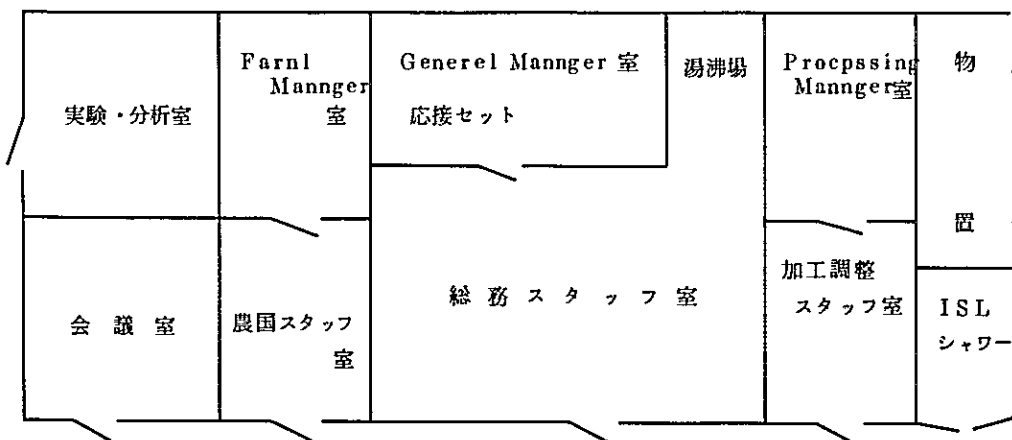 Farnl
Mannger
室
Generel Mannger 室
応接セット
湯沸場
Procpssing
Mannger室
物
置
実験・分析室
会議室
農国スタッフ
室
総務スタッフ室
加工調整
スタッフ室
ISL
シャワー